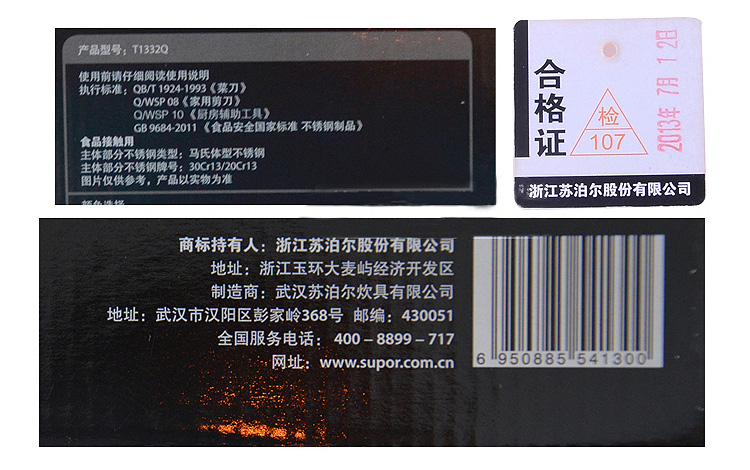 产品型号：T1332Q
使用前请仔细阅读使用说明
执行标准：QB/T 1924-1993《菜刀》
Q/WSP 08《家用剪刀》
Q/WSP 10《厨房辅助工具》
GB 9684-2011《食品安全国家标准 不锈钢制品》
食品接触用
主体部分不锈钢类型：马氏体型不锈钢
主体部分不锈钢牌号：30Cr13/20Cr13
图片仅供参考，产品以实物为准
颜色选择
合格证
检
107
2013年 7月 12日
浙江苏泊尔股份有限公司
商标持有人：浙江苏泊尔股份有限公司
地址：浙江玉环大麦屿经济开发区
制造商：武汉苏泊尔炊具有限公司
地址：武汉市汉阳区彭家岭368号 邮编：430051
全国服务电话：400-8899-717
网址：www.supor.com.cn
6 950885 541300